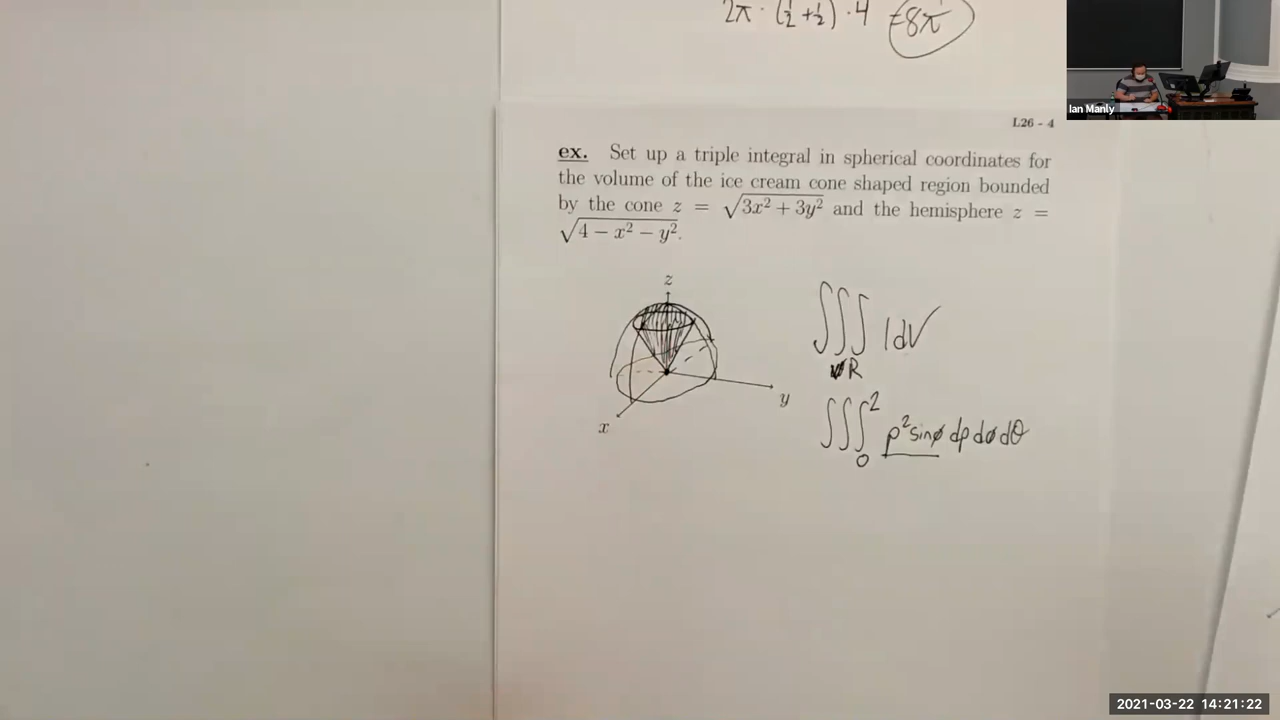 2π · (½ + ½) · 4 = 8π
Ian Manly
L26 - 4
ex. Set up a triple integral in spherical coordinates for
the volume of the ice cream cone shaped region bounded
by the cone z = √(3x² + 3y²) and the hemisphere z =
√(4 − x² − y²).
z
y
x
∭ 1 dV
R
∭₀² ρ² sinϕ dρ dϕ dθ
2021-03-22 14:21:22